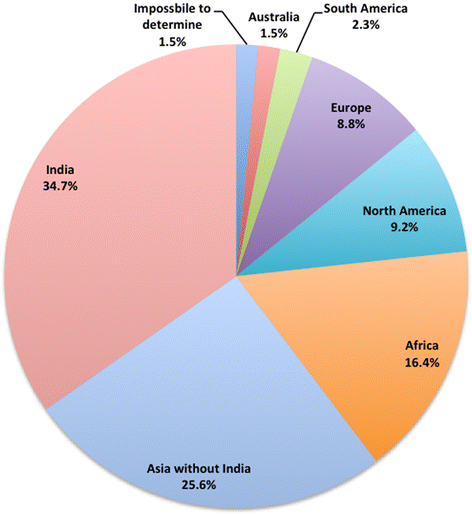 Impossbile to
determine
1.5%
Australia
1.5%
South America
2.3%
Europe
8.8%
North America
9.2%
Africa
16.4%
Asia without India
25.6%
India
34.7%